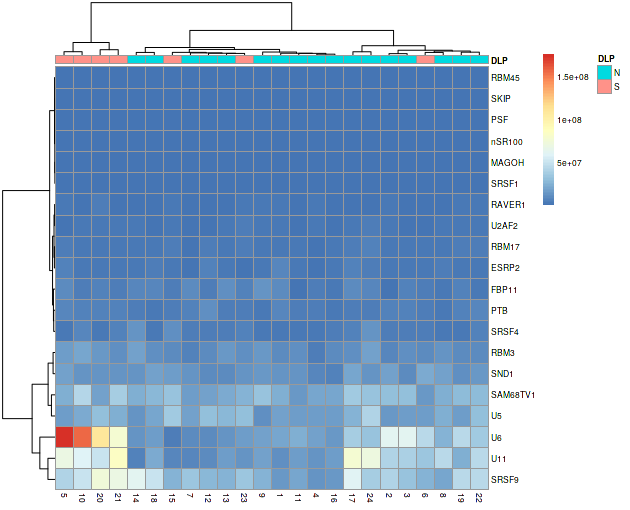 DLP
RBM45
SKIP
PSF
nSR100
MAGOH
SRSF1
RAVER1
U2AF2
RBM17
ESRP2
FBP11
PTB
SRSF4
RBM3
SND1
SAM68TV1
U5
U6
U11
SRSF9
5 10 20 21 14 18 15 7 12 13 23 9 1 11 4 16 17 24 2 3 6 8 19 22
1.5e+08
1e+08
5e+07
DLP
N
S